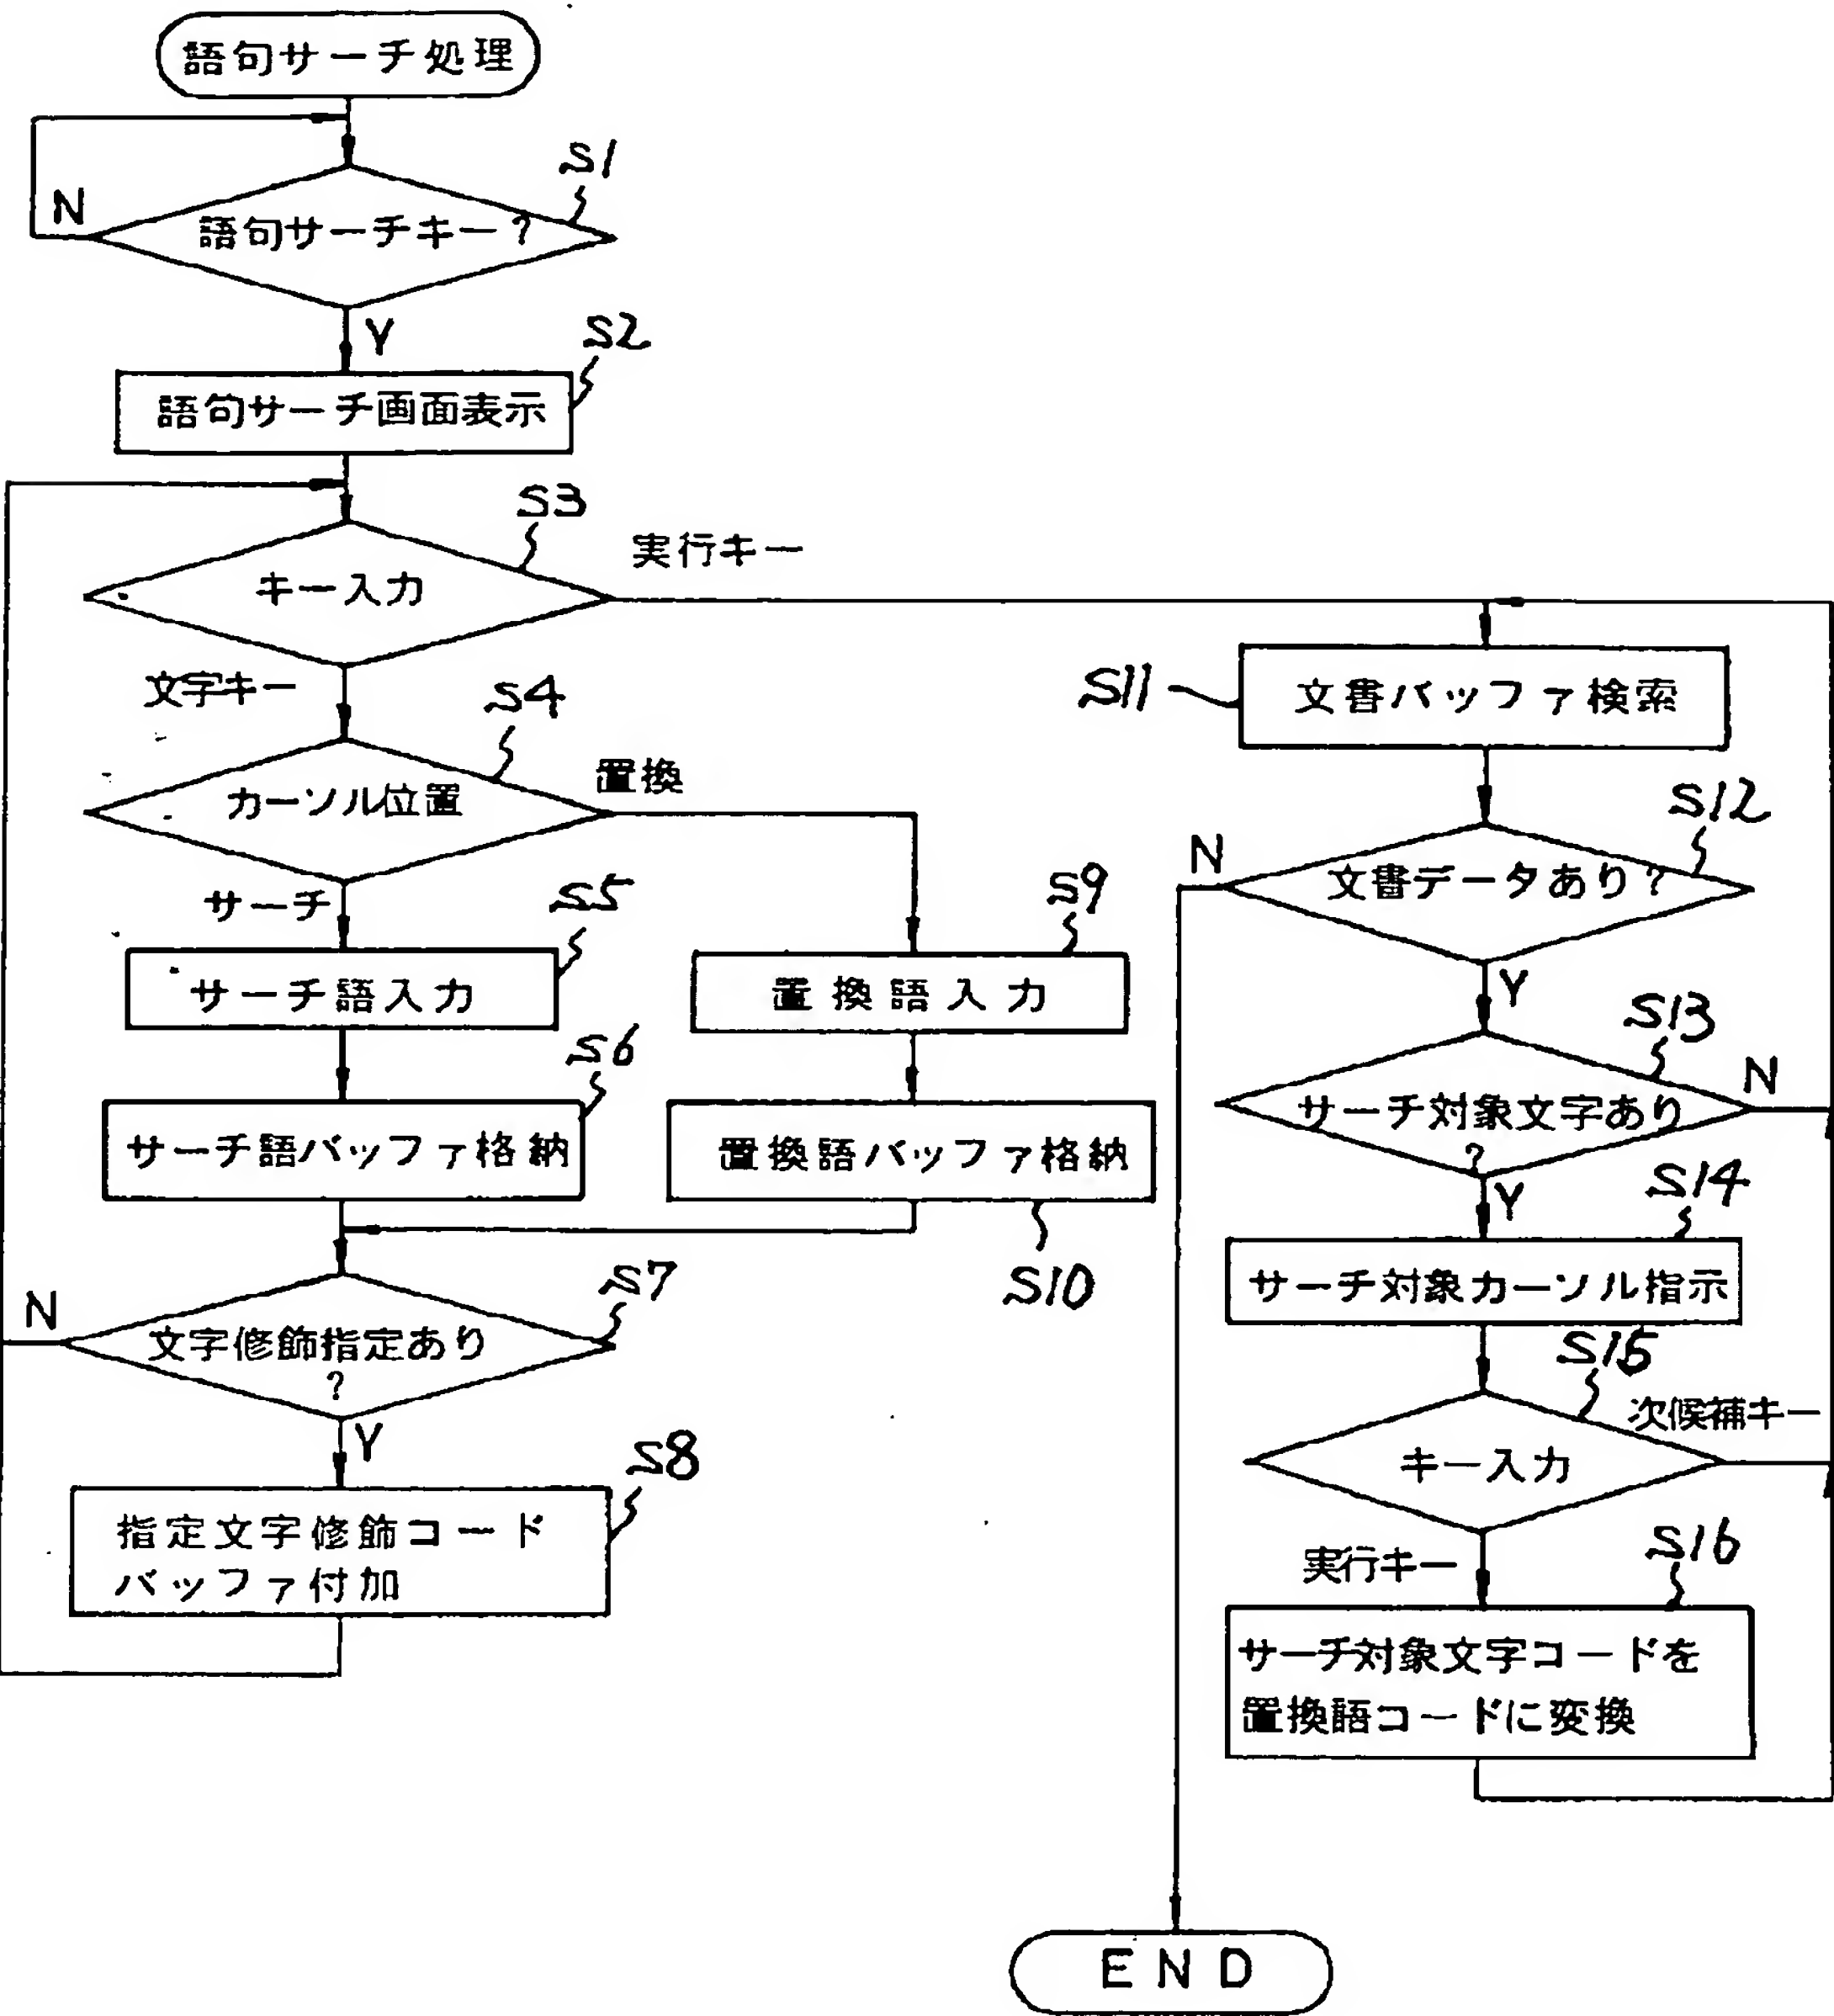 語句サーチ処理
S1
N
語句サーチキー?
Y
S2
語句サーチ画面表示
S3
実行キー
キー入力
文字キー
S4
置換
カーソル位置
サーチ
S5
サーチ語入力
S6
サーチ語バッファ格納
S9
置換語入力
置換語バッファ格納
S10
S7
N
文字修飾指定あり
?
Y
S8
指定文字修飾コード
バッファ付加
S11
文書バッファ検索
S12
N
文書データあり?
Y
S13
N
サーチ対象文字あり
?
Y
S14
サーチ対象カーソル指示
S15
次候補キー
キー入力
実行キー
S16
サーチ対象文字コードを
置換語コードに変換
END